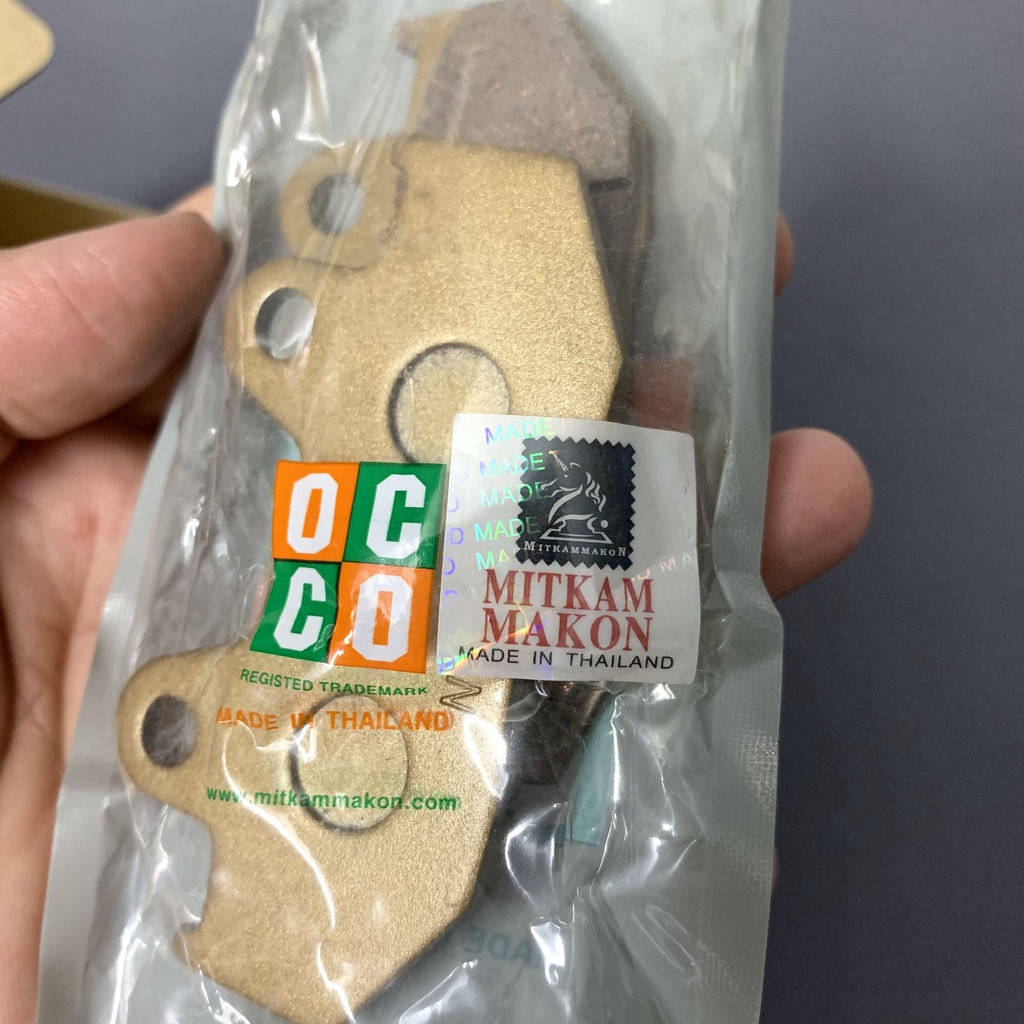 OC
CO
REGISTED TRADEMARK
MADE IN THAILAND
www.mitkammakon.com
MADE
MADE
MADE
MADE
MA
MITKAMMAKON
MITKAM
MAKON
MADE IN THAILAND